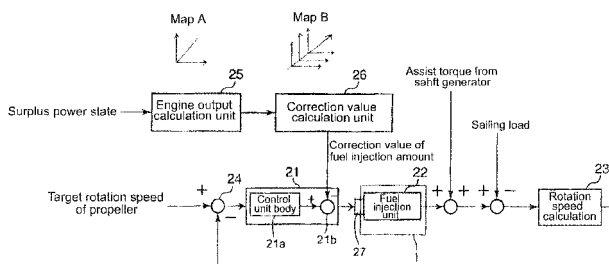 Map A
Map B
25
26
Assist torque from
sahft generator
Surplus power state
Engine output
calculation unit
Correction value
calculation unit
Sailing load
Correction value of
fuel injection amount
21
22
23
Target rotation speed
of propeller
+
24
−
Control
unit body
21a
+
21b
27
Fuel
injection
unit
+
+
+
−
Rotation
speed
calculation